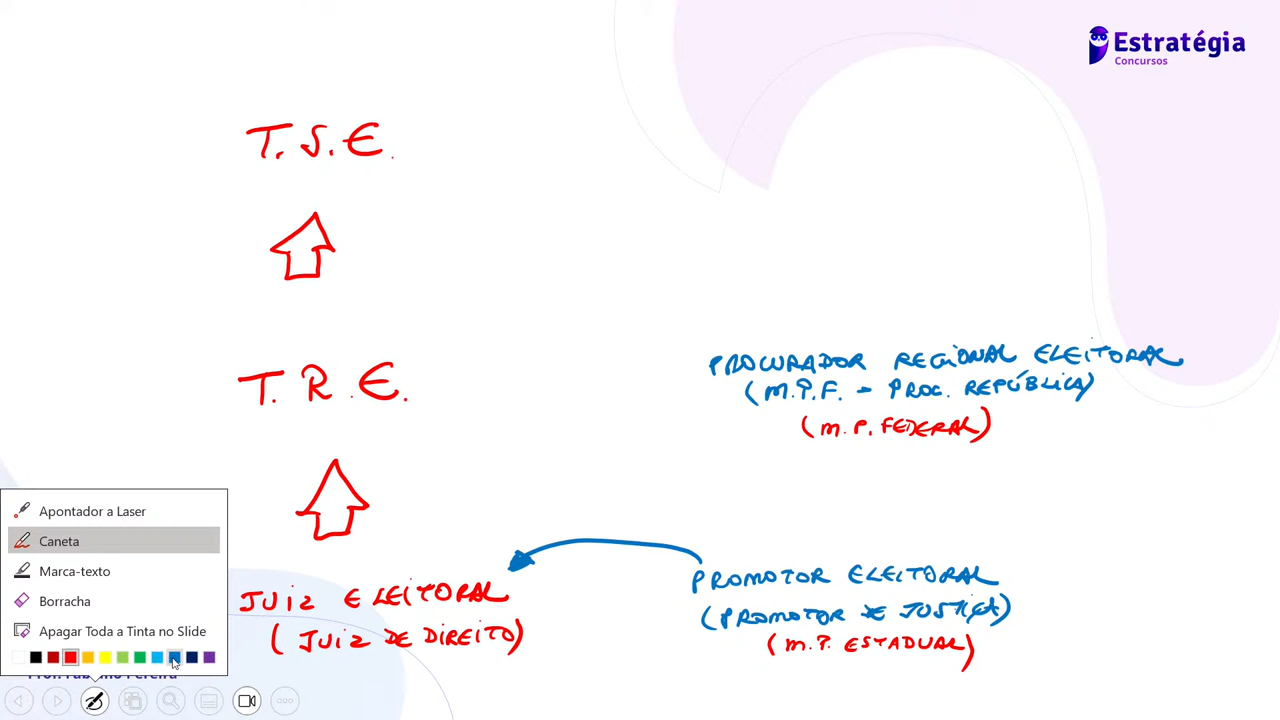 Estratégia
Concursos
T.S.E.
T.R.E.
PROCURADOR REGIONAL ELEITORAL
(M.P.F. - PROC. REPÚBLICA)
(M.P. FEDERAL)
Apontador a Laser
Caneta
Marca-texto
Borracha
Apagar Toda a Tinta no Slide
JUIZ ELEITORAL
(JUIZ DE DIREITO)
PROMOTOR ELEITORAL
(PROMOTOR DE JUSTIÇA)
(M.P. ESTADUAL)